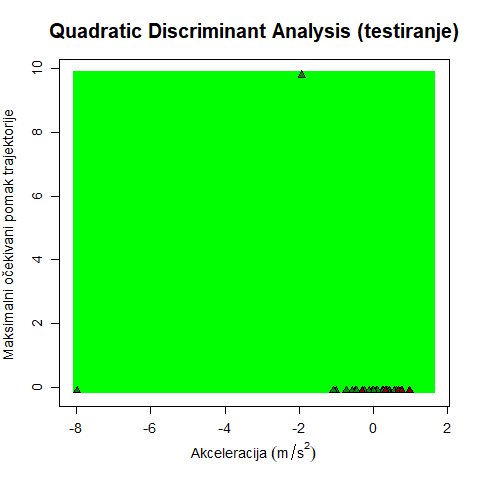 Quadratic Discriminant Analysis (testiranje)
Maksimalni očekivani pomak trajektorije
10
8
6
4
2
0
-8 -6 -4 -2 0 2
Akceleracija (m/s²)